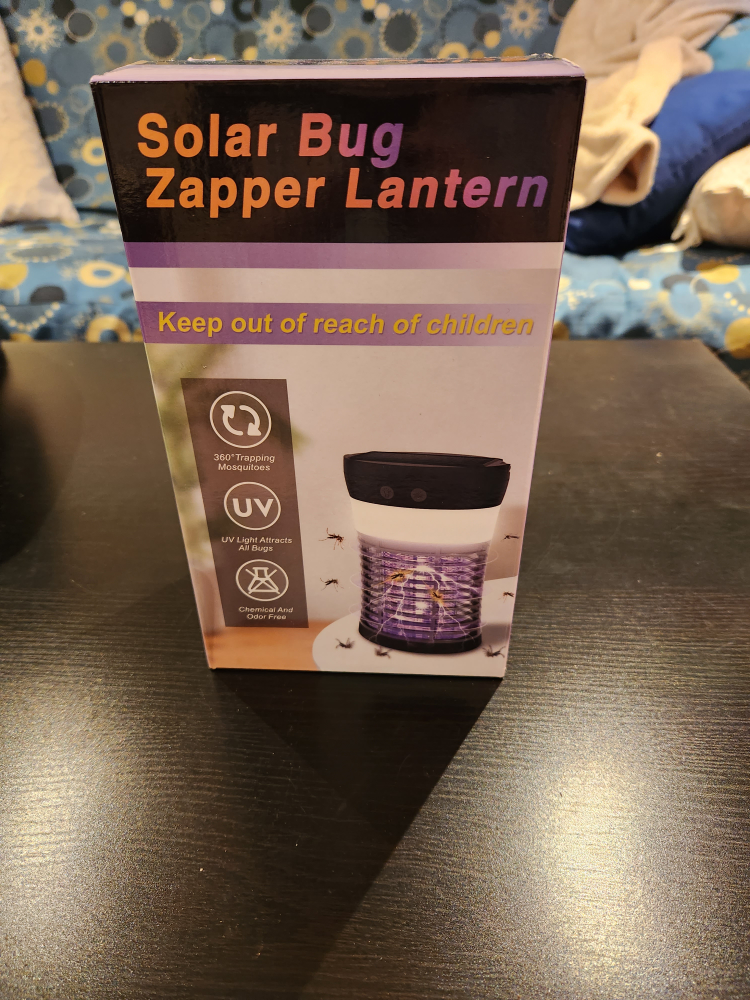 Solar Bug
Zapper Lantern
Keep out of reach of children
360°Trapping
Mosquitoes
UV
UV Light Attracts
All Bugs
Chemical And
Odor Free